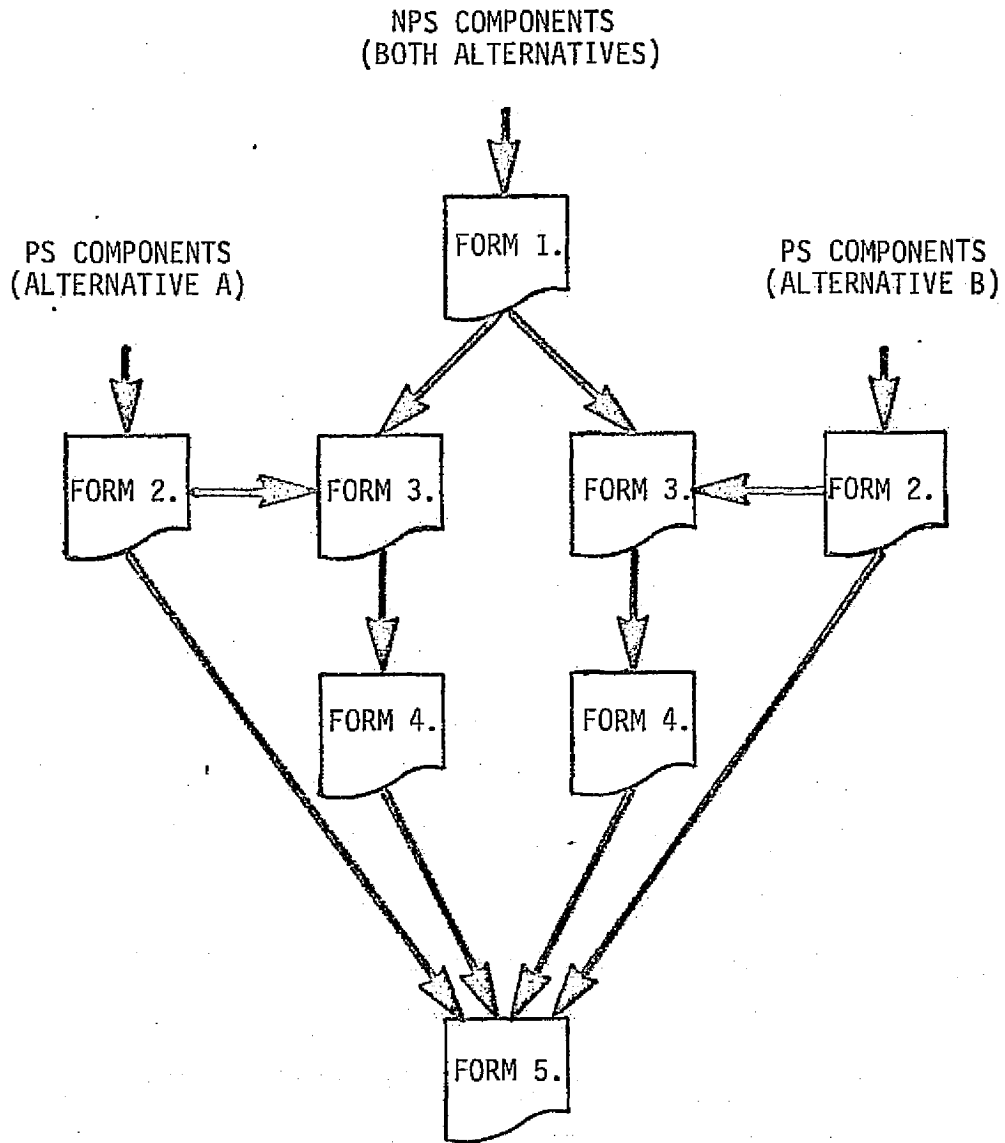 NPS COMPONENTS
(BOTH ALTERNATIVES)
FORM 1.
PS COMPONENTS
(ALTERNATIVE A)
PS COMPONENTS
(ALTERNATIVE B)
FORM 2.
FORM 3.
FORM 3.
FORM 2.
FORM 4.
FORM 4.
FORM 5.